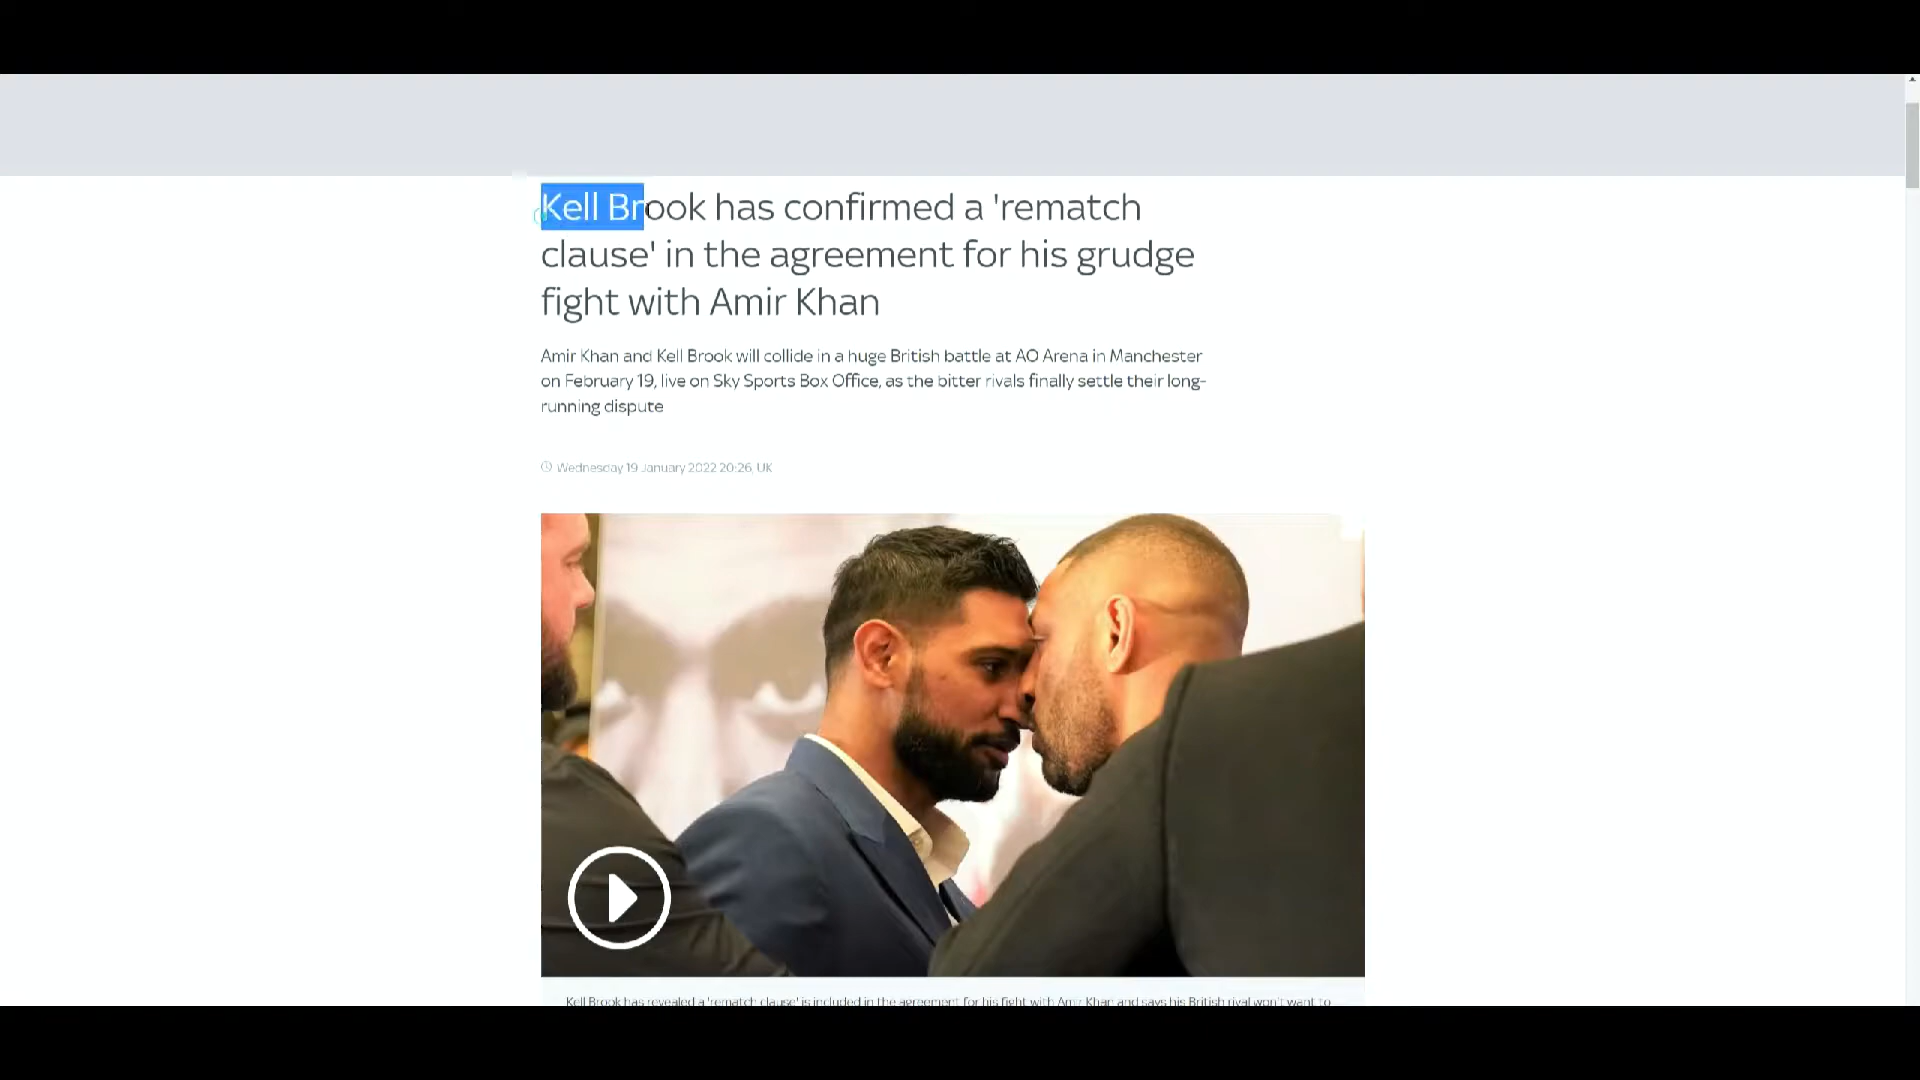 Kell Brook has confirmed a 'rematch
clause' in the agreement for his grudge
fight with Amir Khan
Amir Khan and Kell Brook will collide in a huge British battle at AO Arena in Manchester
on February 19, live on Sky Sports Box Office, as the bitter rivals finally settle their long-
running dispute
Wednesday 19 January 2022 20:26, UK
Kell Brook has revealed a 'rematch clause' is included in the agreement for his fight with Amir Khan and says his British rival won't want to